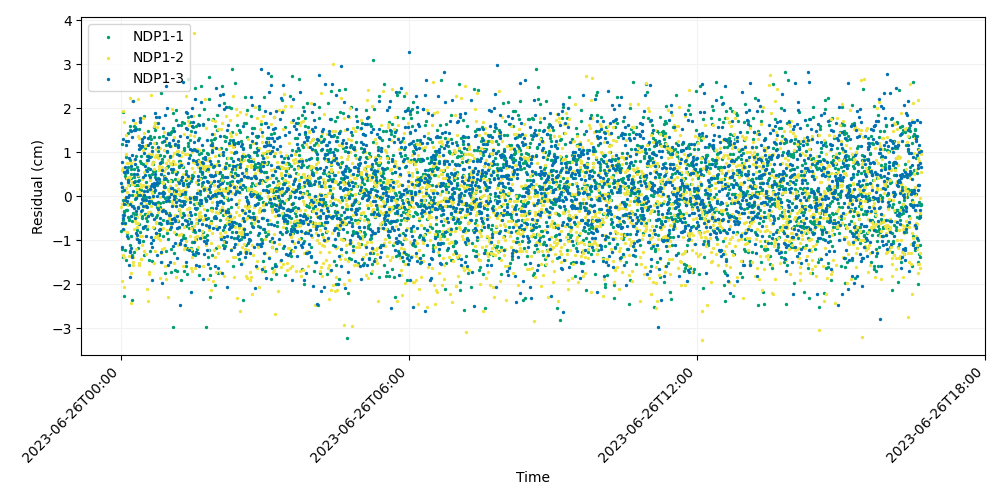 NDP1-1
NDP1-2
NDP1-3
4
3
2
1
0
−1
−2
−3
Residual (cm)
2023-06-26T00:00
2023-06-26T06:00
2023-06-26T12:00
2023-06-26T18:00
Time